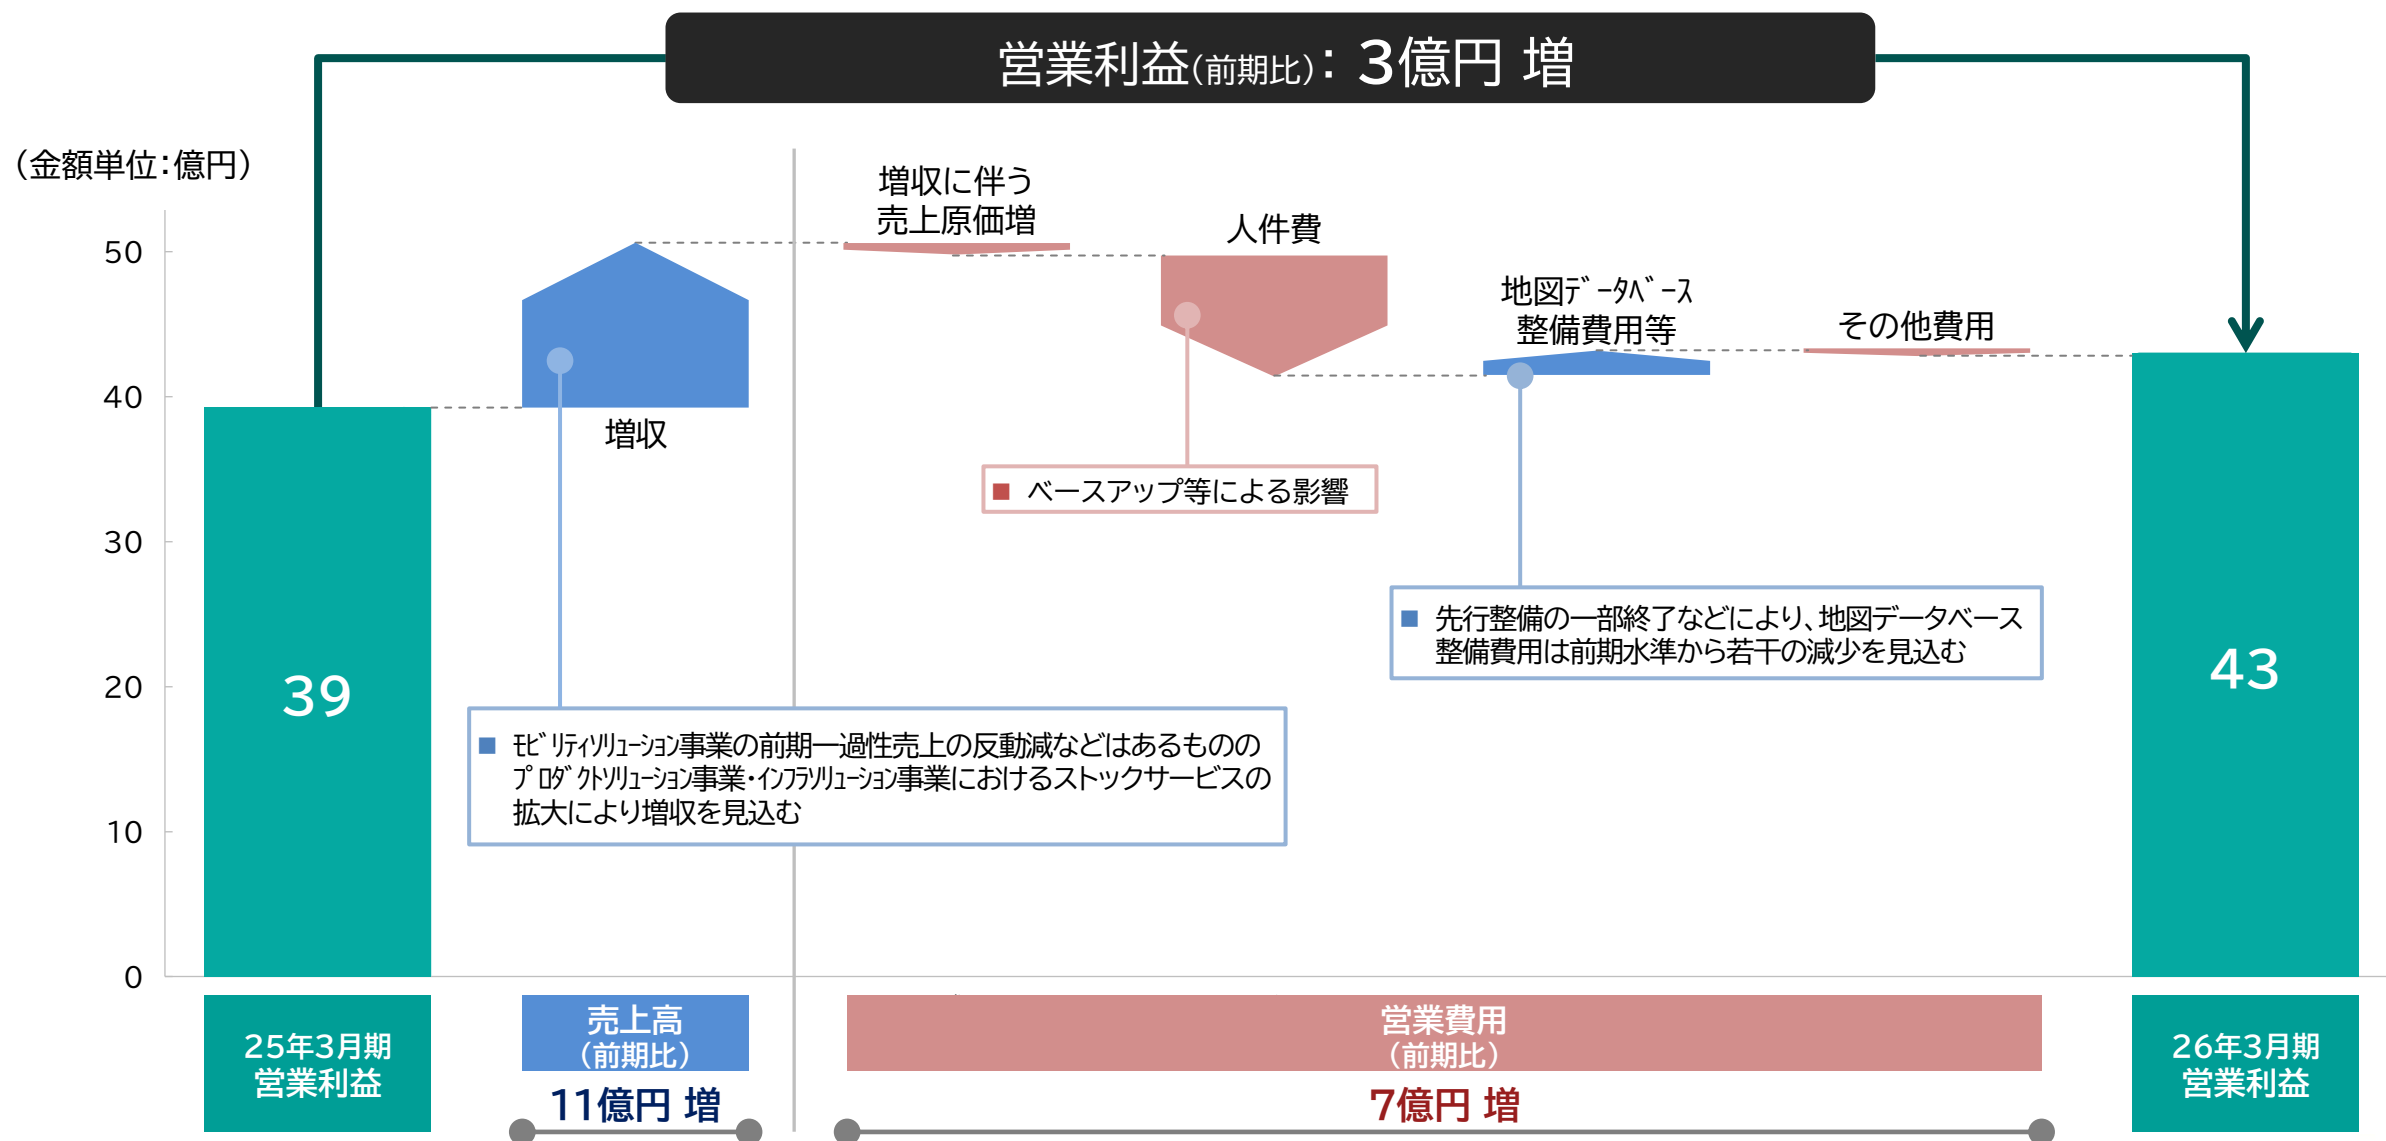 営業利益(前期比)：3億円 増
(金額単位：億円)
50
40
30
20
10
0
39
増収
増収に伴う
売上原価増
人件費
地図ﾃﾞｰﾀﾍﾞｰｽ
整備費用等
その他費用
43
■ ベースアップ等による影響
■ 先行整備の一部終了などにより、地図データベース
整備費用は前期水準から若干の減少を見込む
■ ﾓﾋﾞﾘﾃｨｿﾘｭｰｼｮﾝ事業の前期一過性売上の反動減などはあるものの
ﾌﾟﾛﾀﾞｸﾄｿﾘｭｰｼｮﾝ事業・ｲﾝﾌﾗｿﾘｭｰｼｮﾝ事業におけるストックサービスの
拡大により増収を見込む
25年3月期
営業利益
売上高
(前期比)
11億円 増
営業費用
(前期比)
7億円 増
26年3月期
営業利益